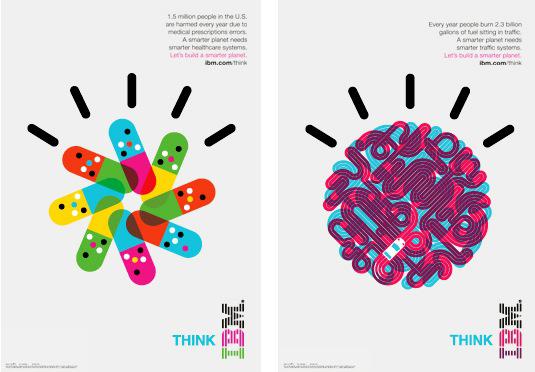 1.5 million people in the U.S.
are harmed every year due to
medical prescriptions errors.
A smarter planet needs
smarter healthcare systems.
Let's build a smarter planet.
ibm.com/think
THINK
IBM
Every year people burn 2.3 billion
gallons of fuel sitting in traffic.
A smarter planet needs
smarter traffic systems.
Let's build a smarter planet.
ibm.com/think
THINK
IBM